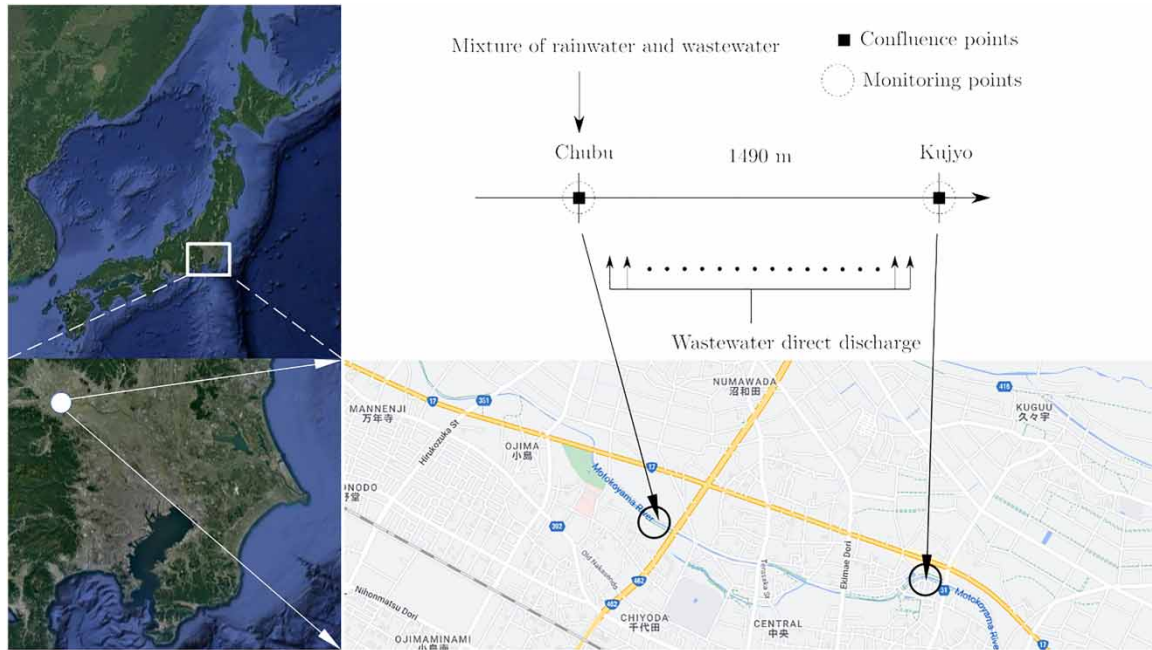 Mixture of rainwater and wastewater
Confluence points
Monitoring points
Chubu
1490 m
Kujyo
Wastewater direct discharge
NUMAWADA
沼和田
418
KUGUU
久々宇
MANNENJI
万年寺
17
351
Hirukozuka St
OJIMA
小島
17
Motokoyama River
ONODO
野堂
362
Old Nakasendo
462
Terasaka St
Ekimae Dori
31
Motokoyama River
Nihonmatsu Dori
462
CHIYODA
千代田
CENTRAL
中央
17
OJIMAMINAMI
小島南